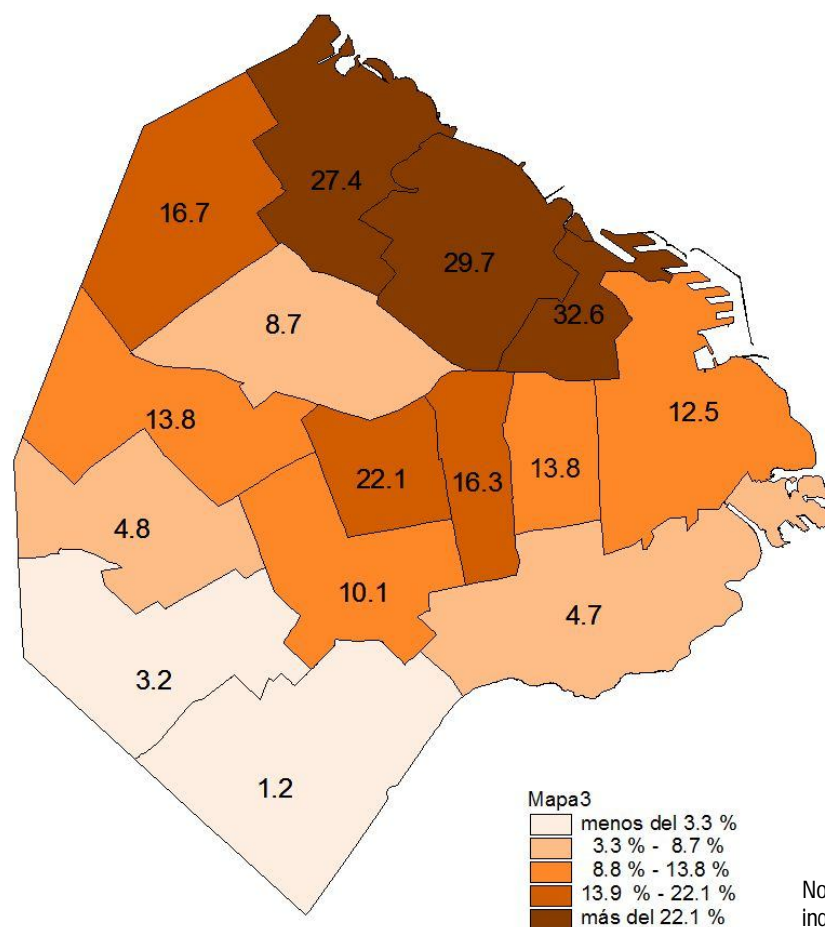 27.4
16.7
29.7
32.6
8.7
12.5
13.8
22.1
16.3
13.8
4.8
10.1
4.7
3.2
1.2
Mapa3
menos del 3.3 %
3.3 % - 8.7 %
8.8 % - 13.8 %
13.9 % - 22.1 %
más del 22.1 %
No